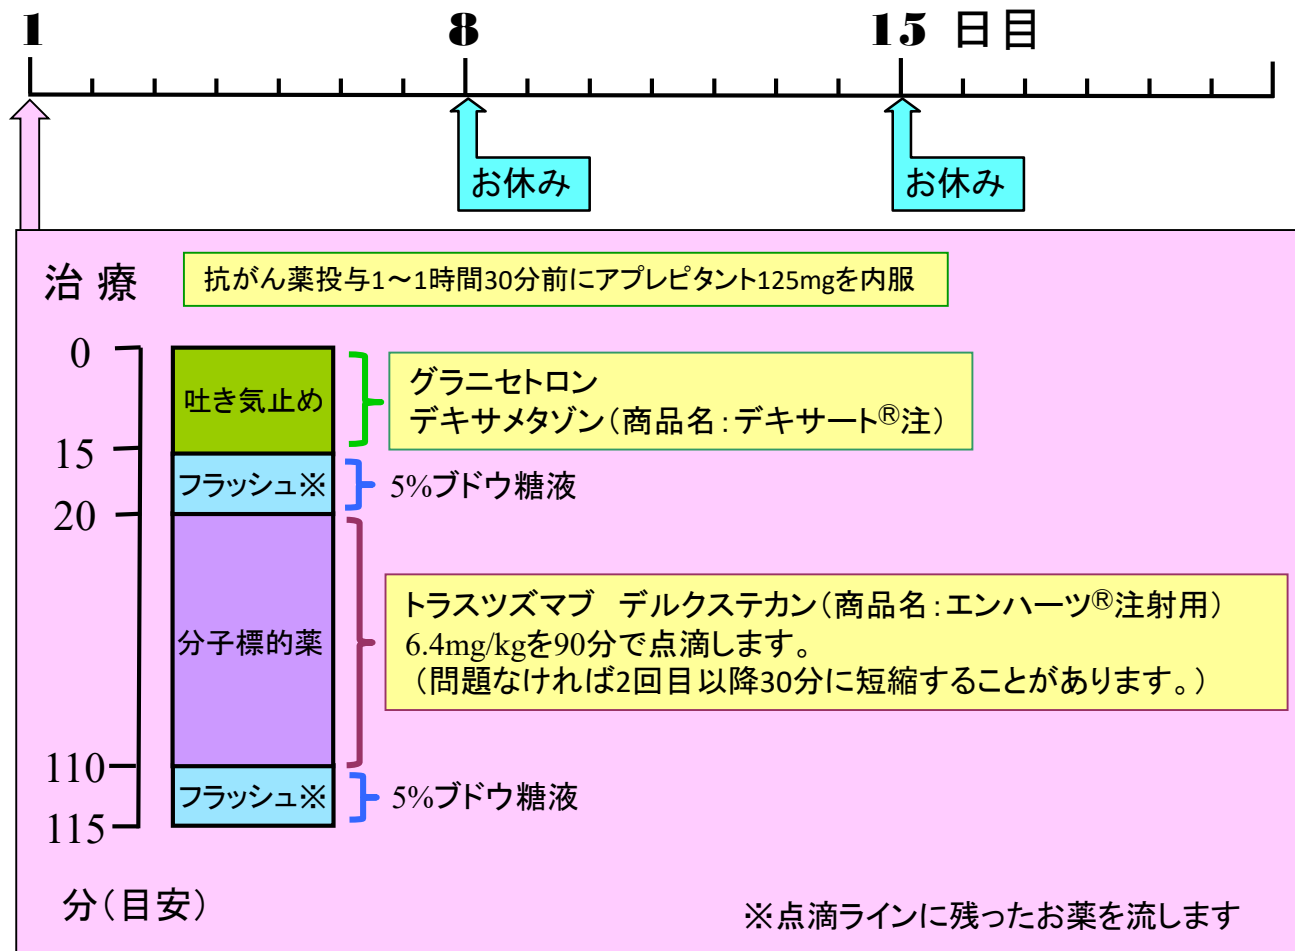 1 8 15 日目
お休み お休み
治 療
抗がん薬投与1～1時間30分前にアプレピタント125mgを内服
0
吐き気止め
グラニセトロン
デキサメタゾン（商品名：デキサート®注）
15
フラッシュ※
5%ブドウ糖液
20
分子標的薬
トラスツズマブ　デルクステカン（商品名：エンハーツ®注射用）
6.4mg/kgを90分で点滴します。
（問題なければ2回目以降30分に短縮することがあります。）
110
フラッシュ※
5%ブドウ糖液
115
分（目安）
※点滴ラインに残ったお薬を流します